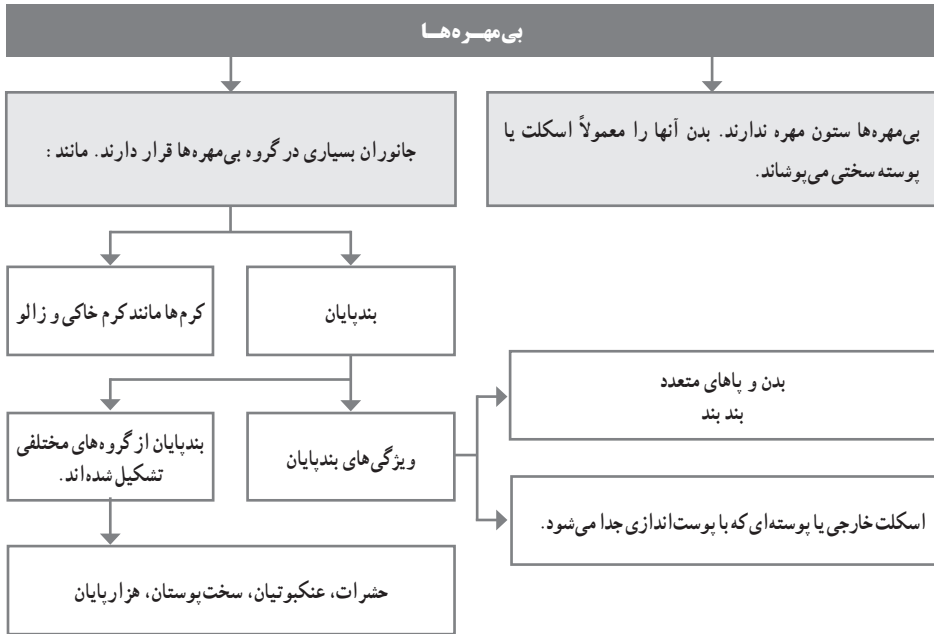 بی‌مهــره‌هــا
بی‌مهره‌ها ستون مهره ندارند. بدن آنها را معمولاً اسکلت یا
پوسته سختی می‌پوشاند.
جانوران بسیاری در گروه بی‌مهره‌ها قرار دارند. مانند :
بندپایان
کرم‌ها مانند کرم خاکی و زالو
بدن و پاهای متعدد
بند بند
ویژگی‌های بندپایان
بندپایان از گروه‌های مختلفی
تشکیل شده‌اند.
اسکلت خارجی یا پوسته‌ای که با پوست‌اندازی جدا می‌شود.
حشرات، عنکبوتیان، سخت‌پوستان، هزارپایان